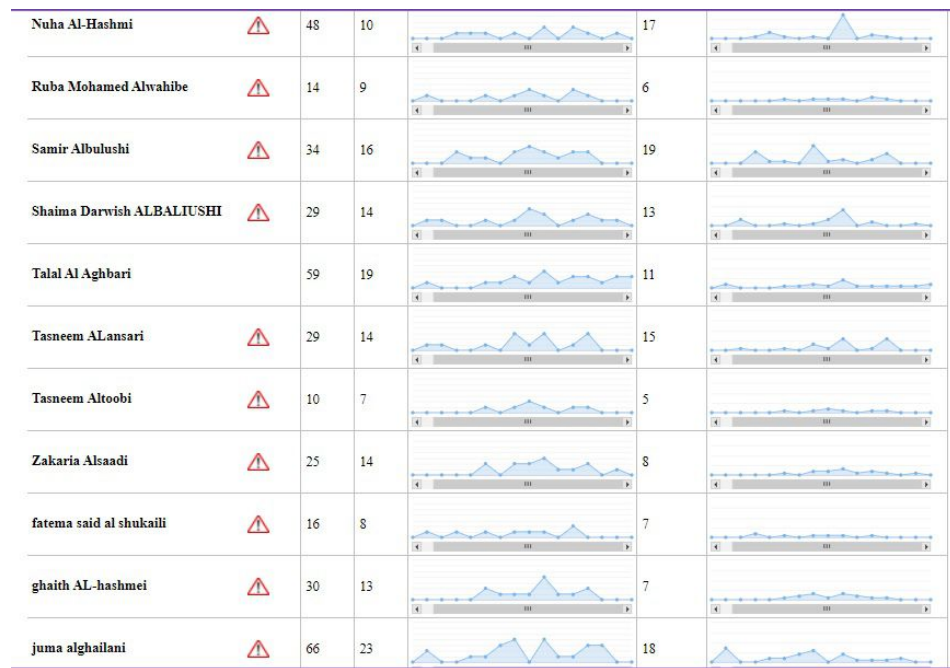 Nuha Al-Hashmi 48 10 17
Ruba Mohamed Alwahibe 14 9 6
Samir Albulushi 34 16 19
Shaima Darwish ALBALIUSHI 29 14 13
Talal Al Aghbari 59 19 11
Tasneem ALansari 29 14 15
Tasneem Altoobi 10 7 5
Zakaria Alsaadi 25 14 8
fatema said al shukaili 16 8 7
ghaith AL-hashmei 30 13 7
juma alghailani 66 23 18